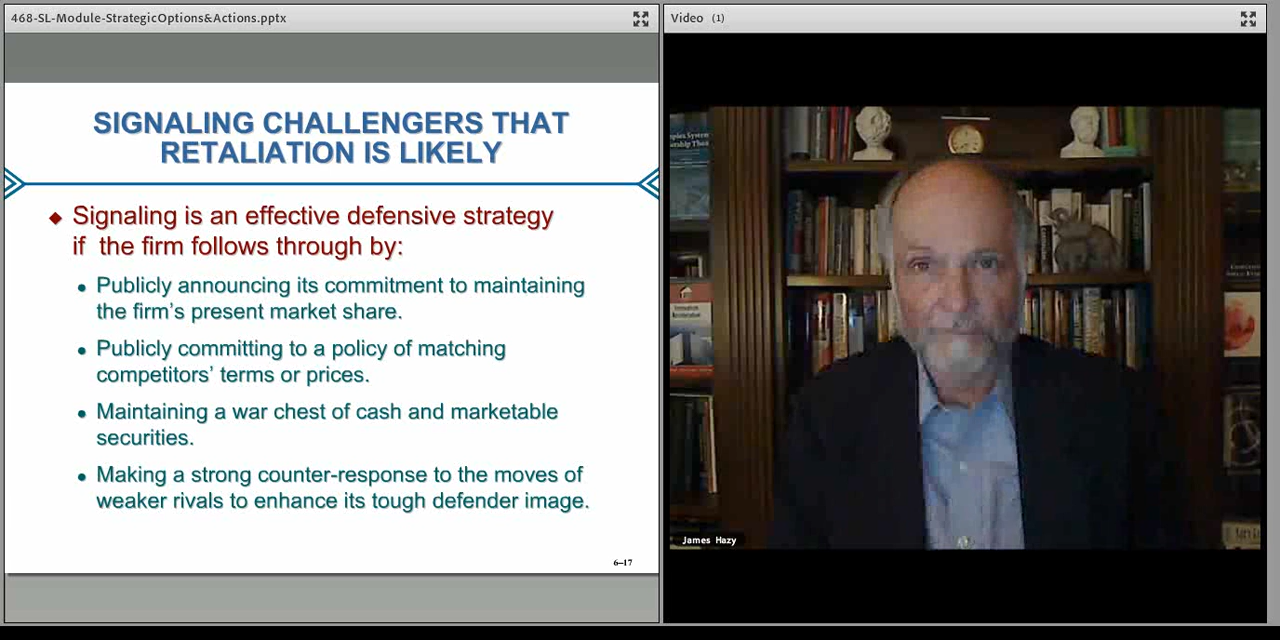 468-SL-Module-StrategicOptions&Actions.pptx
Video (1)
SIGNALING CHALLENGERS THAT
RETALIATION IS LIKELY
Signaling is an effective defensive strategy
if the firm follows through by:
Publicly announcing its commitment to maintaining
the firm's present market share.
Publicly committing to a policy of matching
competitors' terms or prices.
Maintaining a war chest of cash and marketable
securities.
Making a strong counter-response to the moves of
weaker rivals to enhance its tough defender image.
6–17
James Hazy